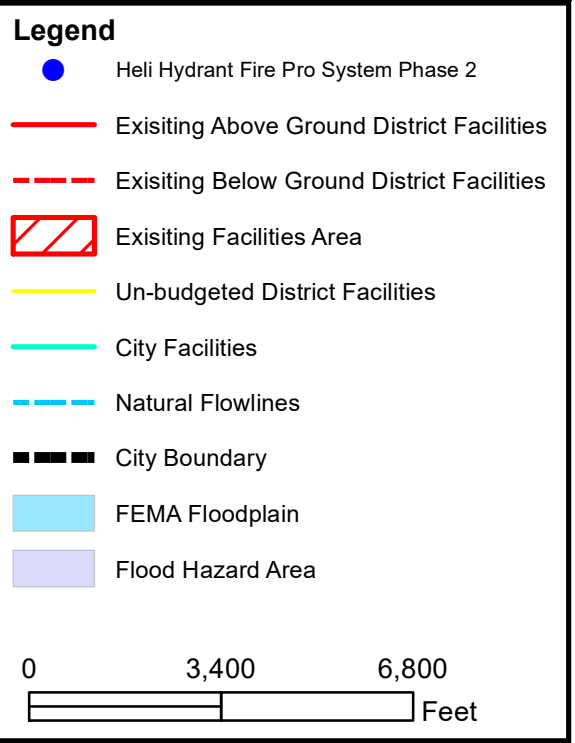 Legend
Heli Hydrant Fire Pro System Phase 2
Exisiting Above Ground District Facilities
Exisiting Below Ground District Facilities
Exisiting Facilities Area
Un-budgeted District Facilities
City Facilities
Natural Flowlines
City Boundary
FEMA Floodplain
Flood Hazard Area
0 3,400 6,800
Feet